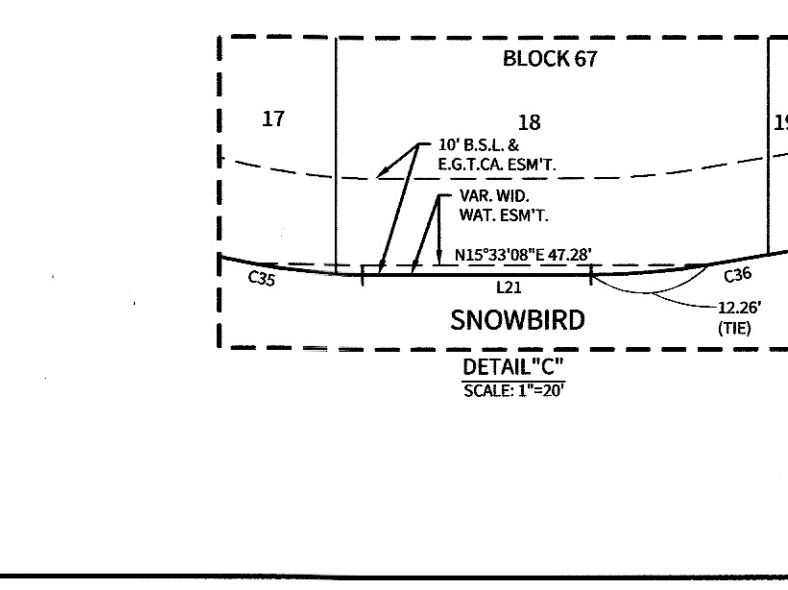 BLOCK 67
17
18
10' B.S.L. &
E.G.T.CA. ESM'T.
VAR. WID.
WAT. ESM'T.
N15°33'08"E 47.28'
C35
C36
L21
12.26'
(TIE)
SNOWBIRD
DETAIL"C"
SCALE: 1"=20'